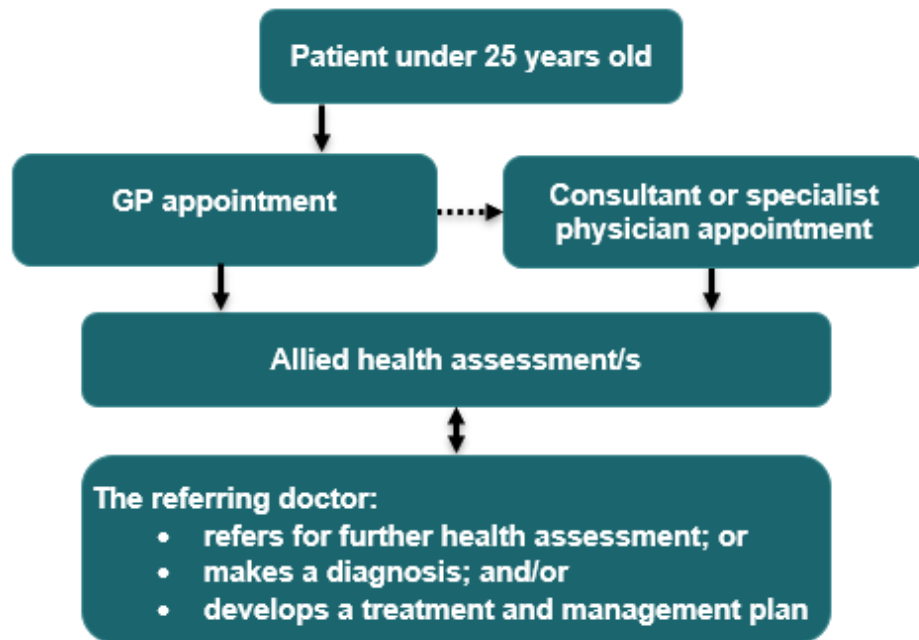 Patient under 25 years old
GP appointment
Consultant or specialist
physician appointment
Allied health assessment/s
The referring doctor:
• refers for further health assessment; or
• makes a diagnosis; and/or
• develops a treatment and management plan